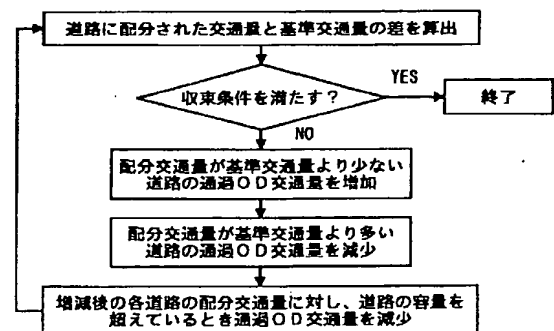 道路に配分された交通量と基準交通量の差を算出
収束条件を満たす?
YES
終了
NO
配分交通量が基準交通量より少ない
道路の通過OD交通量を増加
配分交通量が基準交通量より多い
道路の通過OD交通量を減少
増減後の各道路の配分交通量に対し、道路の容量を
超えているとき通過OD交通量を減少